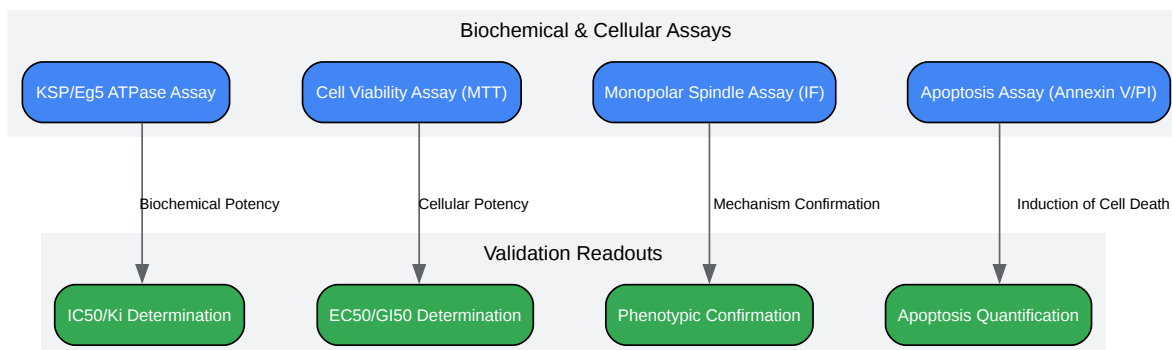 Biochemical & Cellular Assays
KSP/Eg5 ATPase Assay
Cell Viability Assay (MTT)
Monopolar Spindle Assay (IF)
Apoptosis Assay (Annexin V/PI)
Biochemical Potency
Cellular Potency
Mechanism Confirmation
Induction of Cell Death
Validation Readouts
IC50/Ki Determination
EC50/GI50 Determination
Phenotypic Confirmation
Apoptosis Quantification